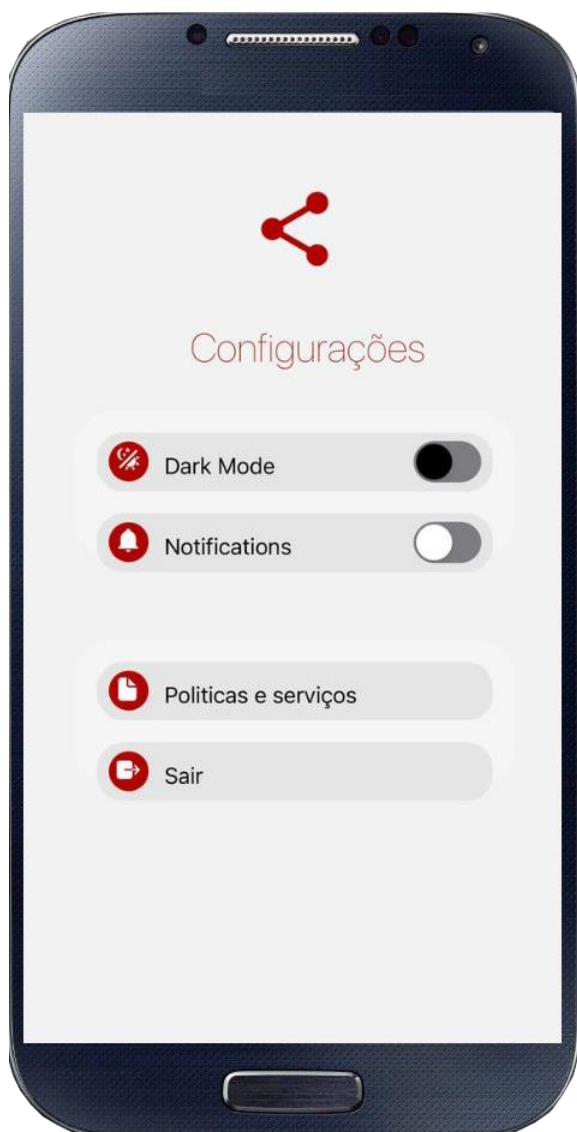 Configurações
Dark Mode
Notifications
Politicas e serviços
Sair